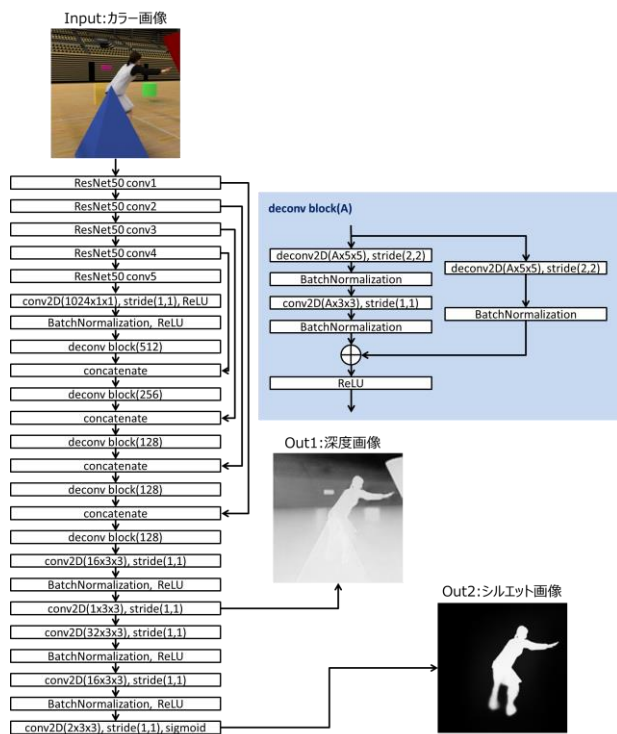 Input:カラー画像
ResNet50 conv1
ResNet50 conv2
ResNet50 conv3
ResNet50 conv4
ResNet50 conv5
conv2D(1024x1x1), stride(1,1), ReLU
BatchNormalization, ReLU
deconv block(512)
concatenate
deconv block(256)
concatenate
deconv block(128)
concatenate
deconv block(128)
concatenate
deconv block(128)
conv2D(16x3x3), stride(1,1)
BatchNormalization, ReLU
conv2D(1x3x3), stride(1,1)
conv2D(32x3x3), stride(1,1)
BatchNormalization, ReLU
conv2D(16x3x3), stride(1,1)
BatchNormalization, ReLU
conv2D(2x3x3), stride(1,1), sigmoid
deconv block(A)
deconv2D(Ax5x5), stride(2,2)
BatchNormalization
conv2D(Ax3x3), stride(1,1)
BatchNormalization
ReLU
deconv2D(Ax5x5), stride(2,2)
BatchNormalization
Out1:深度画像
Out2:シルエット画像